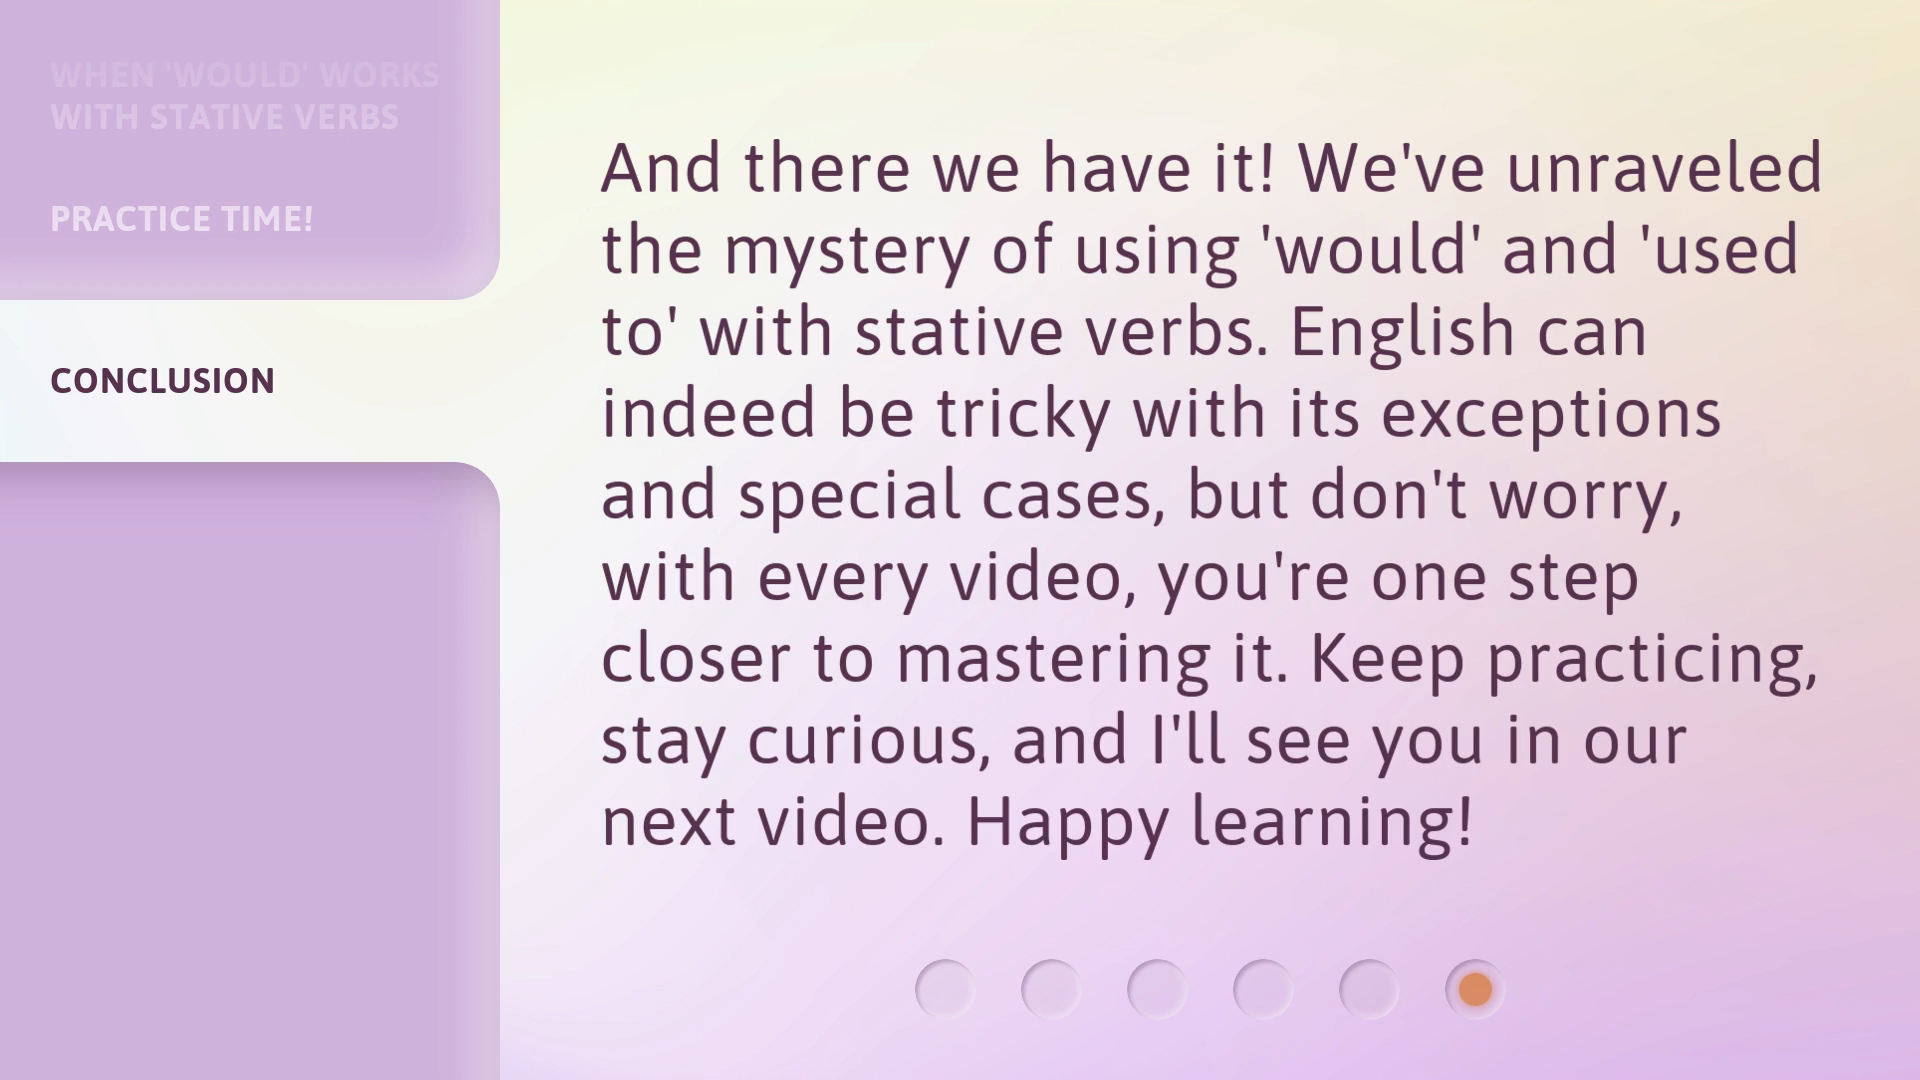 WHEN 'WOULD' WORKS
WITH STATIVE VERBS
PRACTICE TIME!
CONCLUSION
And there we have it! We've unraveled
the mystery of using 'would' and 'used
to' with stative verbs. English can
indeed be tricky with its exceptions
and special cases, but don't worry,
with every video, you're one step
closer to mastering it. Keep practicing,
stay curious, and I'll see you in our
next video. Happy learning!